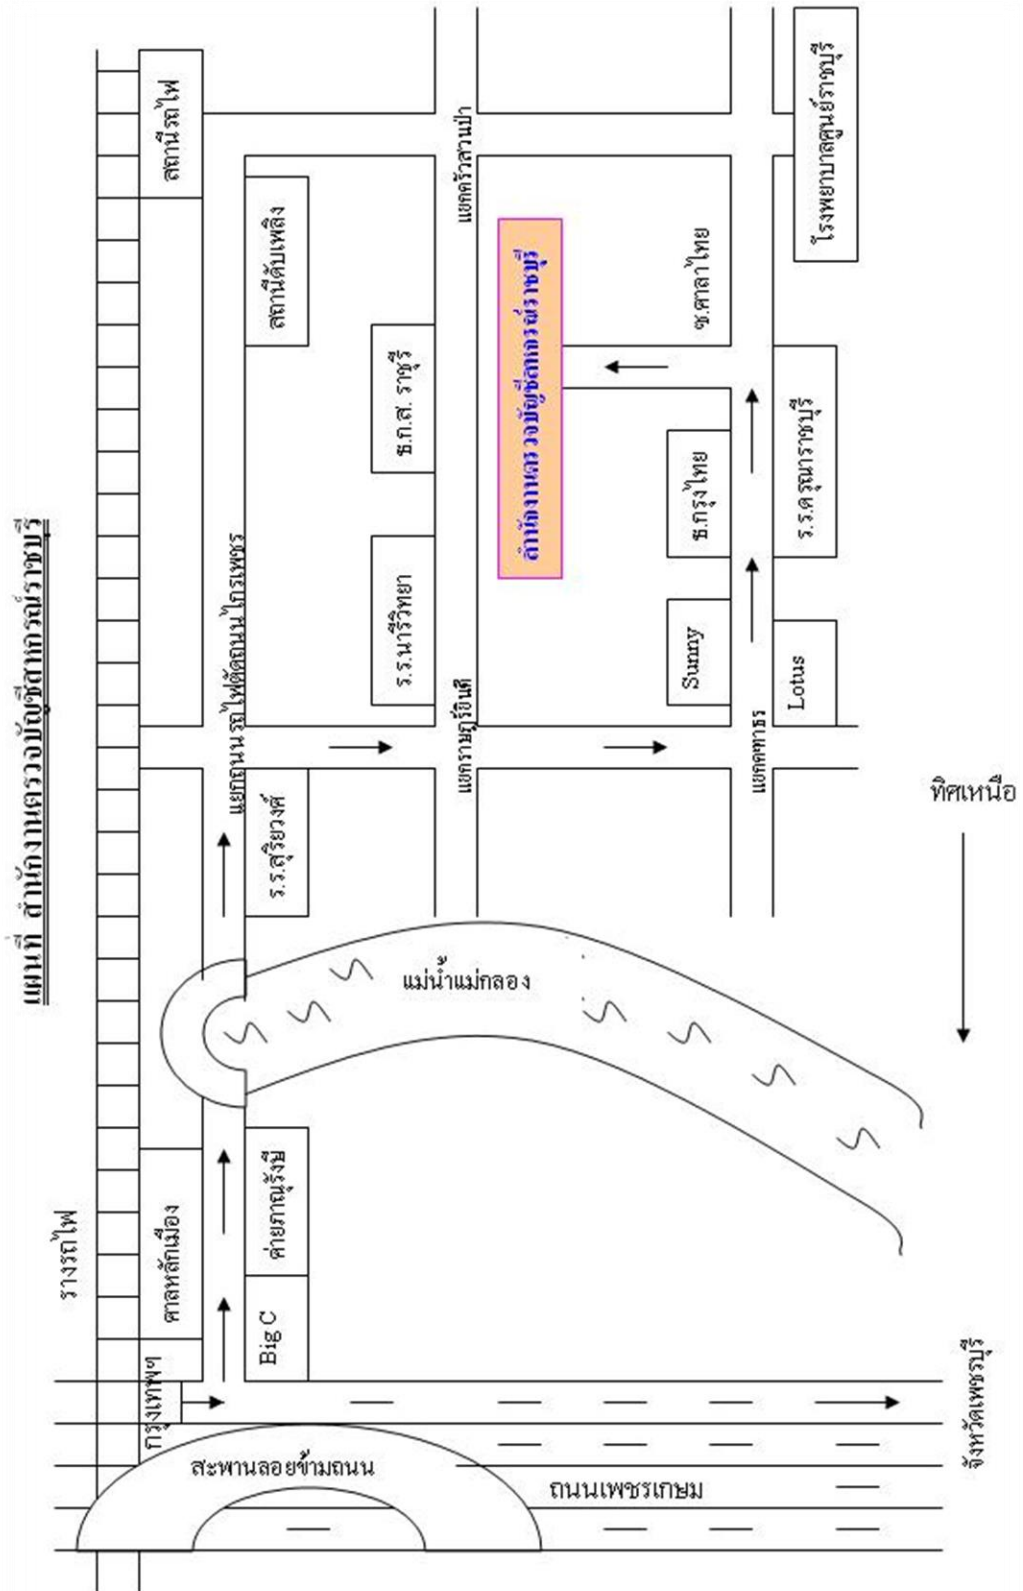 แผนที่ สำนักงานตรวจบัญชีสหกรณ์ราชบุรี
สถานีรถไฟ
โรงพยาบาลศูนย์ราชบุรี
แยกครัวสวนป่า
สถานีดับเพลิง
ธ.ก.ส. ราชุรี
สำนักงานตรวจบัญชีสหกรณ์ราชบุรี
ซ.ศาลาไทย
ร.ร.นารีวิทยา
ธ.กรุงไทย
ร.ร.ดรุณาราชบุรี
Sunny
Lotus
แยกถนนรถไฟตัดถนนไกรเพชร
แยกราษฎร์ยินดี
แยกคฑาธร
ร.ร.สุริยวงศ์
ทิศเหนือ
แม่น้ำแม่กลอง
รางรถไฟ
ศาลหลักเมือง
ค่ายภาณุรังษี
Big C
กรุงเทพฯ
สะพานลอยข้ามถนน
ถนนเพชรเกษม
จังหวัดเพชรบุรี